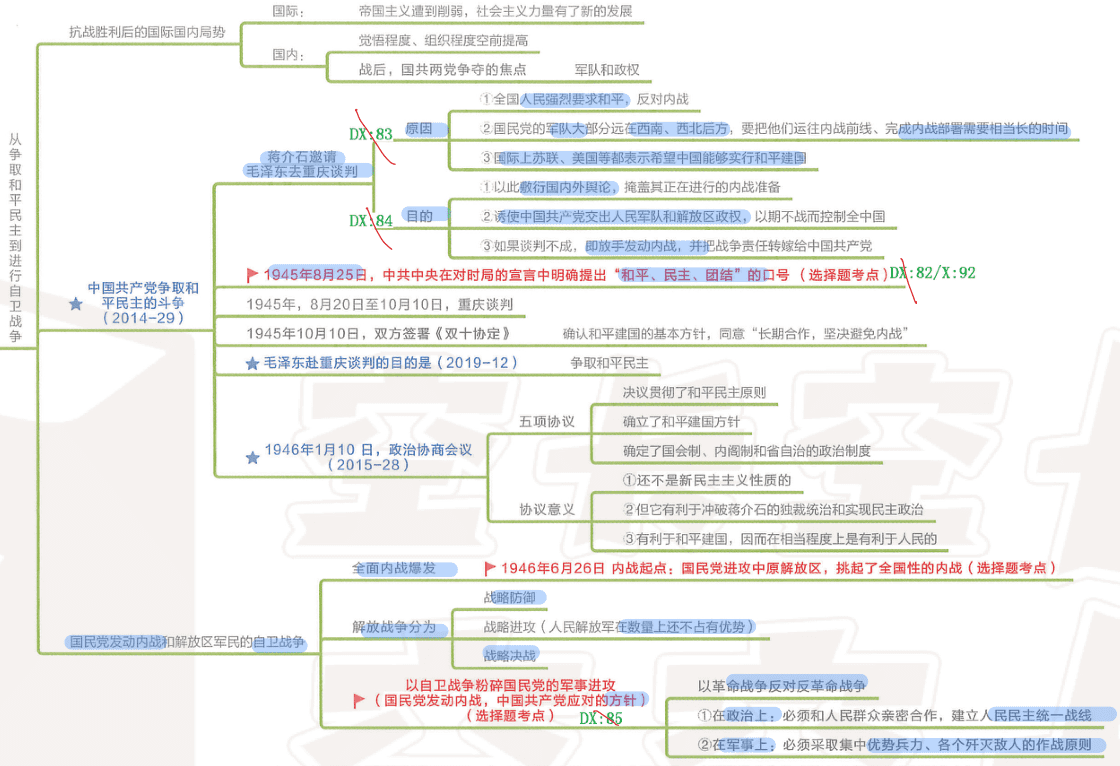 从争取和平民主到进行自卫战争
抗战胜利后的国际国内局势
国际：
帝国主义遭到削弱，社会主义力量有了新的发展
国内：
觉悟程度、组织程度空前提高
战后，国共两党争夺的焦点 军队和政权
中国共产党争取和
平民主的斗争
（2014-29）
蒋介石邀请
毛泽东去重庆谈判
DX:83
原因
①全国人民强烈要求和平，反对内战
②国民党的军队大部分远在西南、西北后方，要把他们运往内战前线、完成内战部署需要相当长的时间
③国际上苏联、美国等都表示希望中国能够实行和平建国
DX:84
目的
①以此敷衍国内外舆论，掩盖其正在进行的内战准备
②诱使中国共产党交出人民军队和解放区政权，以期不战而控制全中国
③如果谈判不成，即放手发动内战，并把战争责任转嫁给中国共产党
1945年8月25日，中共中央在对时局的宣言中明确提出“和平、民主、团结”的口号（选择题考点）DX:82/X:92
1945年，8月20日至10月10日，重庆谈判
1945年10月10日，双方签署《双十协定》 确认和平建国的基本方针，同意“长期合作，坚决避免内战”
毛泽东赴重庆谈判的目的是（2019-12） 争取和平民主
1946年1月10 日，政治协商会议
（2015-28）
五项协议
决议贯彻了和平民主原则
确立了和平建国方针
确定了国会制、内阁制和省自治的政治制度
协议意义
①还不是新民主主义性质的
②但它有利于冲破蒋介石的独裁统治和实现民主政治
③有利于和平建国，因而在相当程度上是有利于人民的
国民党发动内战和解放区军民的自卫战争
全面内战爆发
1946年6月26日 内战起点：国民党进攻中原解放区，挑起了全国性的内战（选择题考点）
解放战争分为
战略防御
战略进攻（人民解放军在数量上还不占有优势）
战略决战
以自卫战争粉碎国民党的军事进攻
（国民党发动内战，中国共产党应对的方针）
（选择题考点） DX:85
以革命战争反对反革命战争
①在政治上：必须和人民群众亲密合作，建立人民民主统一战线
②在军事上：必须采取集中优势兵力、各个歼灭敌人的作战原则